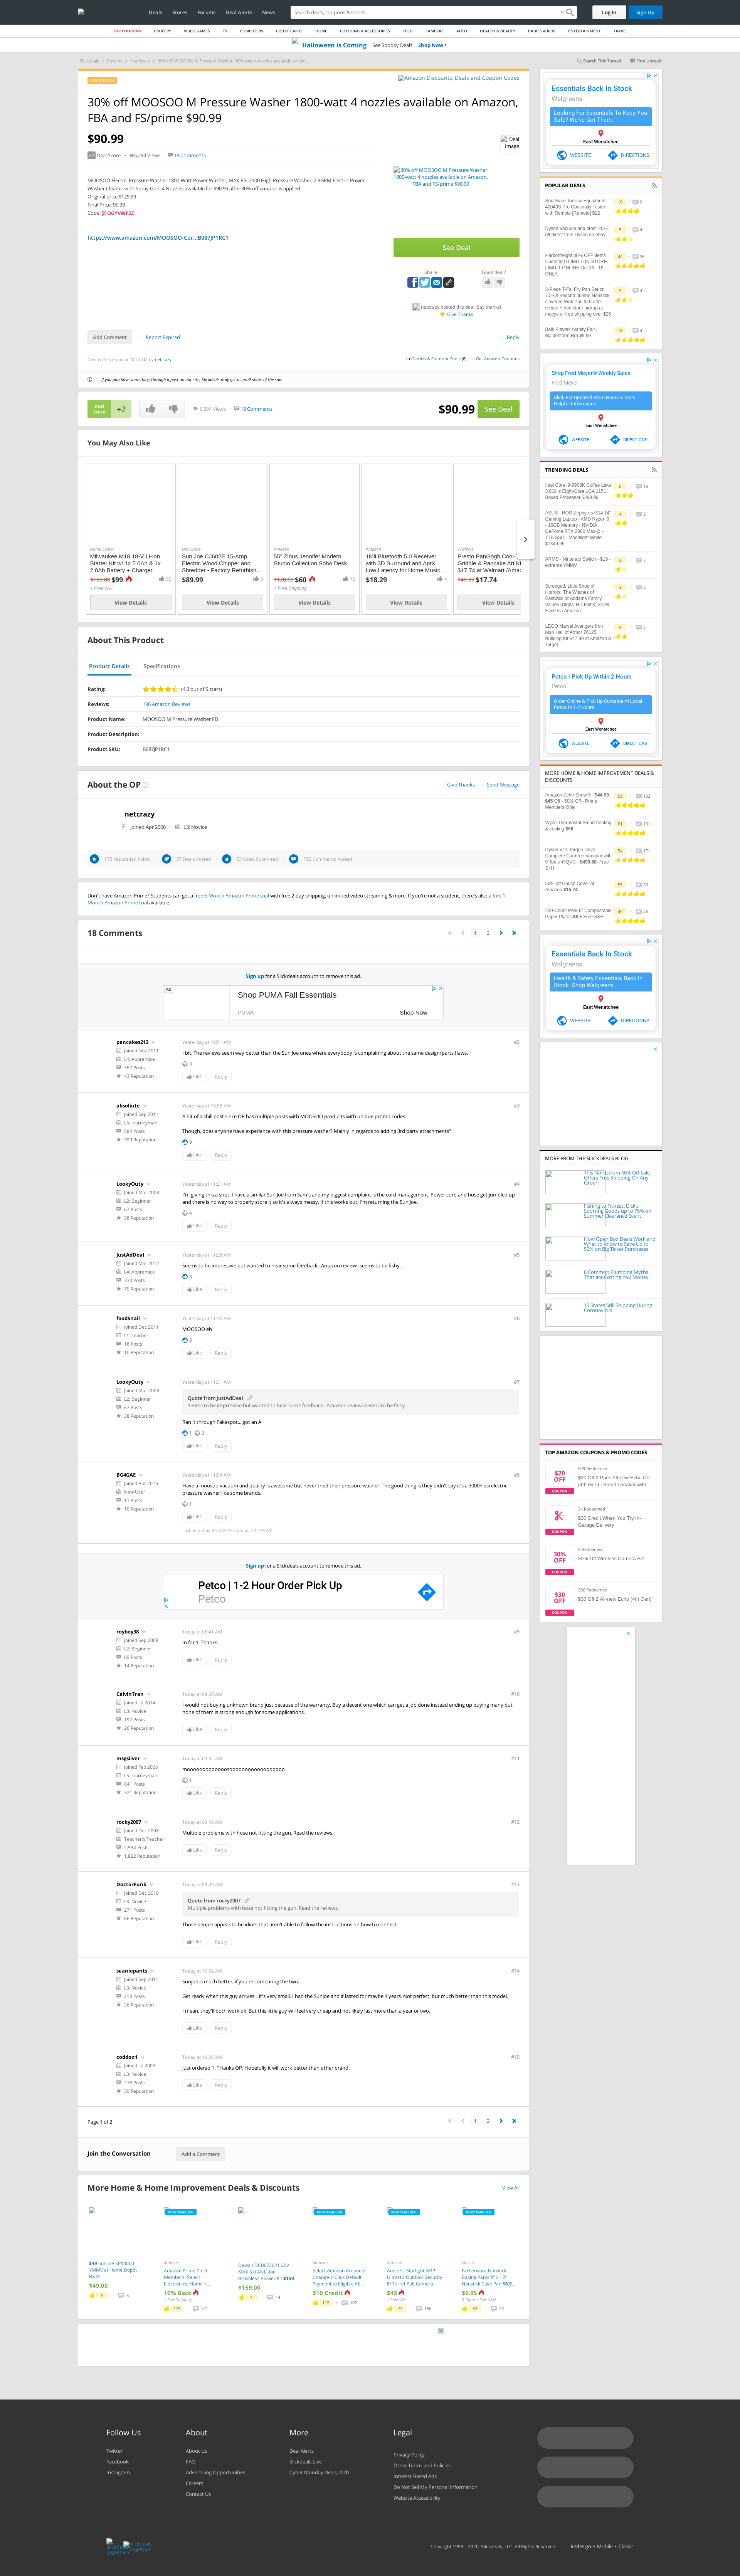 Deals Stores Forums Deal Alerts News
Search deals, coupons & stores
Log In Sign Up
TOP COUPONS GROCERY VIDEO GAMES TV COMPUTERS CREDIT CARDS HOME CLOTHING & ACCESSORIES TECH CAMERAS AUTO HEALTH & BEAUTY BABIES & KIDS ENTERTAINMENT TRAVEL
Halloween is Coming See Spooky Deals Shop Now
Slickdeals Forums Hot Deals 30% off MOOSOO M Pressure Washer 1800-watt 4 nozzles available on Am...
Search This Thread First Unread
Amazon Discounts, Deals and Coupon Codes
30% off MOOSOO M Pressure Washer 1800-watt 4 nozzles available on Amazon, FBA and FS/prime $90.99
$90.99
Deal Image
+2 Deal Score 6,294 Views 18 Comments
MOOSOO Electric Pressure Washer 1800-Watt Power Washer, MAX PSI 2100 High Pressure Washer, 2.3GPM Electric Power
Washer Cleaner with Spray Gun, 4 Nozzles available for $90.99 after 30% off coupon is applied.
Original price:$129.99
Final Price: 90.99
Code: OGYVWFZZ
https://www.amazon.com/MOOSOO-Cor...B087JP1RC1
30% off MOOSOO M Pressure Washer
1800-watt 4 nozzles available on Amazon,
FBA and FS/prime $90.99
See Deal
Share Good deal?
netcrazy posted this deal. Say thanks!
Give Thanks
Add Comment Report Expired Reply
Created Yesterday at 10:45 AM by netcrazy
in Garden & Outdoor Tools (6) Get Amazon Coupons
If you purchase something through a post on our site, Slickdeals may get a small share of the sale.
Deal Score +2 6,294 Views 18 Comments $90.99 See Deal
You May Also Like
Home Depot
Milwaukee M18 18-V Li-Ion
Starter Kit w/ 1x 5.0Ah & 1x
2.0Ah Battery + Charger
$199.00 $99 50
+ Free S/H
View Details
UntilGone
Sun Joe CJ602E 15-Amp
Electric Wood Chipper and
Shredder - Factory Refurbish...
$89.99 9
View Details
Amazon
55" Zinus Jennifer Modern
Studio Collection Soho Desk
$120.69 $60 70
+ Free Shipping
View Details
Amazon
1Mii Bluetooth 5.0 Receiver
with 3D Surround and AptX
Low Latency for Home Music...
$18.29 4
View Details
Walmart
Presto PanGogh Cool-
Griddle & Pancake Art Ki
$17.74 at Walmart /Amaz
$49.99 $17.74
View Details
About This Product
Product Details Specifications
Rating: (4.3 out of 5 stars)
Reviews: 196 Amazon Reviews
Product Name: MOOSOO M Pressure Washer FD
Product Description:
Product SKU: B087JP1RC1
About the OP
Give Thanks Send Message
netcrazy
Joined Apr 2006 L3: Novice
110 Reputation Points 37 Deals Posted 63 Votes Submitted 152 Comments Posted
Don't have Amazon Prime? Students can get a free 6-Month Amazon Prime trial with free 2-day shipping, unlimited video streaming & more. If you're not a student, there's also a free 1-
Month Amazon Prime trial available.
18 Comments
1 2
Sign up for a Slickdeals account to remove this ad.
Ad
Shop PUMA Fall Essentials
PUMA Shop Now
pancakes213 Yesterday at 10:51 AM #2
Joined Nov 2011
L4: Apprentice
367 Posts
43 Reputation
I bit. The reviews seem way better than the Sun Joe ones where everybody is complaining about the same design/parts flaws.
3
Like Reply
absoliute Yesterday at 10:58 AM #3
Joined Sep 2011
L5: Journeyman
584 Posts
399 Reputation
A bit of a shill post since OP has multiple posts with MOOSOO products with unique promo codes.
Though, does anyone have experience with this pressure washer? Mainly in regards to adding 3rd party attachments?
9
Like Reply
LookyOuty Yesterday at 11:21 AM #4
Joined Mar 2008
L2: Beginner
67 Posts
38 Reputation
I'm giving this a shot. I have a similar Sun Joe from Sam's and my biggest complaint is the cord management. Power cord and hose get jumbled up
and there is no way to properly store it so it's always messy. If this works out, I'm returning the Sun Joe.
4
Like Reply
JustAdDeal Yesterday at 11:28 AM #5
Joined Mar 2012
L4: Apprentice
330 Posts
75 Reputation
Seems to be impressive but wanted to hear some feedback . Amazon reviews seems to be fishy .
3
Like Reply
foodSnail Yesterday at 11:30 AM #6
Joined Dec 2011
L1: Learner
18 Posts
10 Reputation
MOOSOO eh
3
Like Reply
LookyOuty Yesterday at 11:31 AM #7
Joined Mar 2008
L2: Beginner
67 Posts
38 Reputation
Quote from JustAdDeal
Seems to be impressive but wanted to hear some feedback . Amazon reviews seems to be fishy .
Ran it through Fakespot....got an A
1 3
Like Reply
BG4GAE Yesterday at 11:54 AM #8
Joined Apr 2016
New User
13 Posts
10 Reputation
Have a moosoo vacuum and quality is awesome but never tried their washer power. The good thing is they didn't say it's a 3000+ psi electric
pressure washer like some brands.
1
Like Reply
Last edited by BG4GAE Yesterday at 11:56 AM.
Sign up for a Slickdeals account to remove this ad.
Petco | 1-2 Hour Order Pick Up
Petco
royboy38 Today at 08:41 AM #9
Joined Sep 2008
L2: Beginner
69 Posts
14 Reputation
In for 1. Thanks.
Like Reply
CalvinTran Today at 08:50 AM #10
Joined Jul 2014
L3: Novice
197 Posts
26 Reputation
I would not going unknown brand just because of the warranty, Buy a decent one which can get a job done instead ending up buying many but
none of them is strong enough for some applications.
Like Reply
msgsilver Today at 09:02 AM #11
Joined Feb 2006
L5: Journeyman
841 Posts
321 Reputation
1
Like Reply
rocky2007 Today at 09:48 AM #12
Joined Dec 2008
Teacher's Teacher
2,534 Posts
1,822 Reputation
Multiple problems with hose not fitting the gun. Read the reviews.
Like Reply
DoctorFunk Today at 09:49 AM #13
Joined Dec 2010
L3: Novice
271 Posts
66 Reputation
Quote from rocky2007
Multiple problems with hose not fitting the gun. Read the reviews.
Those people appear to be idiots that aren't able to follow the instructions on how to connect.
Like Reply
seaniepants Today at 10:02 AM #14
Joined Sep 2011
L3: Novice
213 Posts
26 Reputation
Sunjoe is much better, if you're comparing the two.
Get ready when this guy arrives... it's very small. I had the Sunjoe and it lasted for maybe 4 years. Not perfect, but much better than this model.
I mean, they'll both work ok. But this little guy will feel very cheap and not likely last more than a year or two.
Like Reply
coddon1 Today at 10:05 AM #15
Joined Jul 2005
L3: Novice
278 Posts
39 Reputation
Just ordered 1. THanks OP. Hopefully it will work better than other brand.
Like Reply
Page 1 of 2
1 2
Join the Conversation Add a Comment
More Home & Home Improvement Deals & Discounts View All
$49 Sun Joe SPX3000
YMMV at Home Depot
B&M
$49.00
5 6
FRONTPAGE DEAL
Amazon
Amazon Prime Card
Members: Select
Electronics, Home +...
10% Back
+ Free Shipping
175 321
Dewalt DCBL720P1 20V
MAX 5.0 Ah Li-Ion
Brushless Blower Kit $159
$159.00
4 14
FRONTPAGE DEAL
Amazon
Select Amazon Accounts:
Change 1-Click Default
Payment to Eligible AE...
$10 Credit
112 107
FRONTPAGE DEAL
Amazon
Amcrest Starlight 5MP
UltraHD Outdoor Security
IP Turret PoE Camera...
$45
+ Free S/H
73 186
FRONTPAGE DEAL
Macy's
Farberware Nonstick
Baking Pans: 9" x 13"
Nonstick Cake Pan $6.9...
$6.95
& More + Free S&H
63 23
Essentials Back In Stock
Walgreens
Looking For Essentials To Keep You
Safe? We've Got Them.
East Wenatchee
WEBSITE DIRECTIONS
POPULAR DEALS
Southwire Tools & Equipment
40040S Pro Continuity Tester
with Remote [Remote] $22
Dyson Vacuum and other 20%,
off direct from Dyson on ebay
Harborfreight 30% OFF Items
Under $10 LIMIT 5 IN-STORE.
LIMIT 1 ONLINE Oct 16 - 18
ONLY.
3-Piece T-Fal Fry Pan Set or
7.5-Qt Sedona Jumbo Nonstick
Covered Wok Pan $10 after
rebate + free store pickup at
macys or free shipping over $25
Bali/ Playtex /Vanity Fair /
Maidenform Bra $6.99
Shop Fred Meyer® Weekly Sales
Fred Meyer
Click For Updated Store Hours & More
Helpful Information.
East Wenatchee
WEBSITE DIRECTIONS
TRENDING DEALS
Intel Core i9-9900K Coffee Lake
3.6GHz Eight-Core LGA 1151
Boxed Processor $299.99
ASUS - ROG Zephyrus G14 14"
Gaming Laptop - AMD Ryzen 9
- 16GB Memory - NVIDIA
GeForce RTX 2060 Max-Q -
1TB SSD - Moonlight White
$1349.99
ARMS - Nintendo Switch - $19 -
extreme YMMV
Scrooged, Little Shop of
Horrors, The Witches of
Eastwick or Addams Family
Values (Digital HD Films) $4.99
Each via Amazon
LEGO Marvel Avengers Iron
Man Hall of Armor 76125
Building Kit $47.99 at Amazon &
Target
Petco | Pick Up Within 2 Hours
Petco
Order Online & Pick Up Curbside At Local
Petco In 1-2 Hours.
East Wenatchee
WEBSITE DIRECTIONS
MORE HOME & HOME IMPROVEMENT DEALS & DISCOUNTS
Amazon Echo Show 5 - $44.99 -
$45 Off - 50% Off - Prime
Members Only
Wyze Thermostat Smart heating
& cooling $50
Dyson V11 Torque Drive
Complete Cordfree Vacuum with
9 Tools @QVC - $499.68+Free
S+H
50% off Couch Cover at
Amazon $15.74
250-Count Perk 6" Compostable
Paper Plates $8 + Free S&H
Essentials Back In Stock
Walgreens
Health & Safety Essentials Back In
Stock. Shop Walgreens.
East Wenatchee
WEBSITE DIRECTIONS
MORE FROM THE SLICKDEALS BLOG
This Nordstrom 60% Off Sale
Offers Free Shipping On Any
Order!
Fishing to Fitness: Dick's
Sporting Goods up to 75% off
Summer Clearance Event
How Open Box Deals Work and
What to Know to Save Up to
50% on Big Ticket Purchases
8 Common Plumbing Myths
That are Costing You Money
15 Stores Still Shipping During
Coronavirus
TOP AMAZON COUPONS & PROMO CODES
$20 OFF COUPON
609 Redeemed
$20 Off 2 Pack All-new Echo Dot
(4th Gen) | Smart speaker with...
COUPON
3k Redeemed
$30 Credit When You Try In-
Garage Delivery
30% OFF COUPON
9 Redeemed
30% Off Wireless Camera Set
$30 OFF COUPON
386 Redeemed
$30 Off 2 All-new Echo (4th Gen)
Follow Us
Twitter
Facebook
Instagram
About
About Us
FAQ
Advertising Opportunities
Careers
Contact Us
More
Deal Alerts
Slickdeals Live
Cyber Monday Deals 2020
Legal
Privacy Policy
Other Terms and Policies
Interest-Based Ads
Do Not Sell My Personal Information
Website Accessibility
Copyright 1999 - 2020. Slickdeals, LLC. All Rights Reserved. Redesign • Mobile • Classic